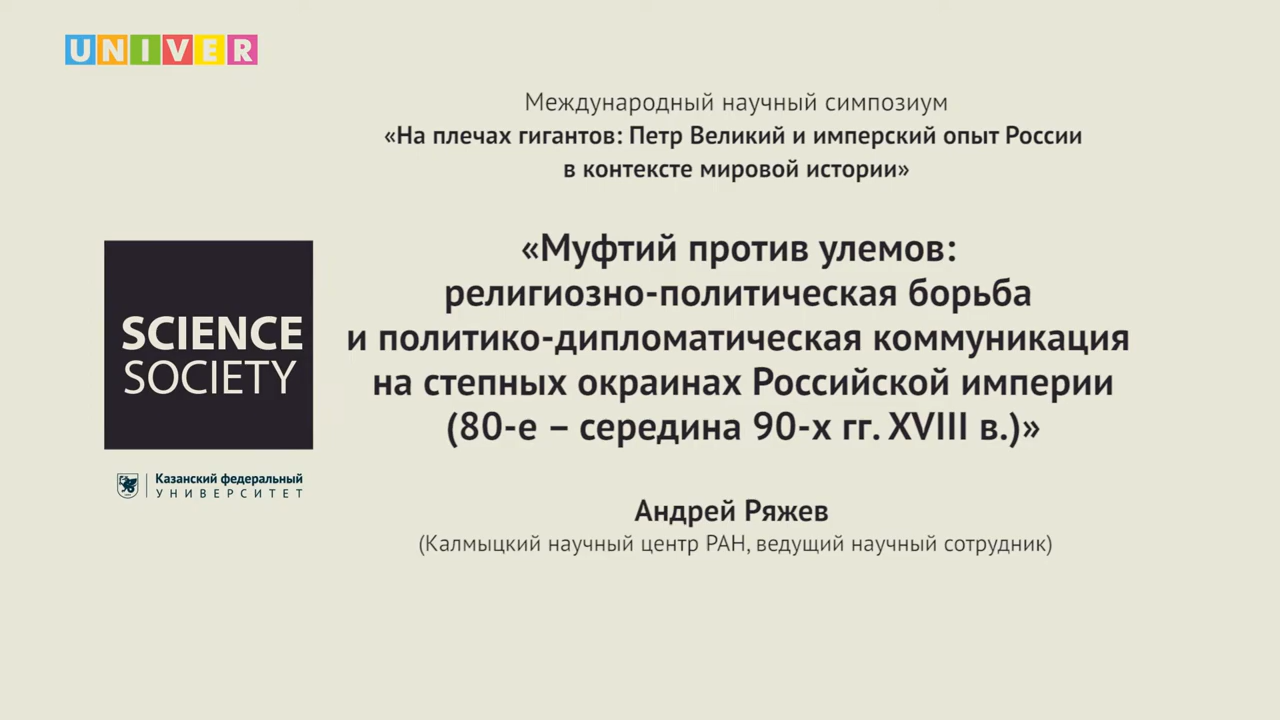 UNIVER
Международный научный симпозиум
«На плечах гигантов: Петр Великий и имперский опыт России
в контексте мировой истории»
«Муфтий против улемов:
религиозно-политическая борьба
и политико-дипломатическая коммуникация
на степных окраинах Российской империи
(80-е – середина 90-х гг. XVIII в.)»
SCIENCE
SOCIETY
Казанский федеральный
УНИВЕРСИТЕТ
Андрей Ряжев
(Калмыцкий научный центр РАН, ведущий научный сотрудник)